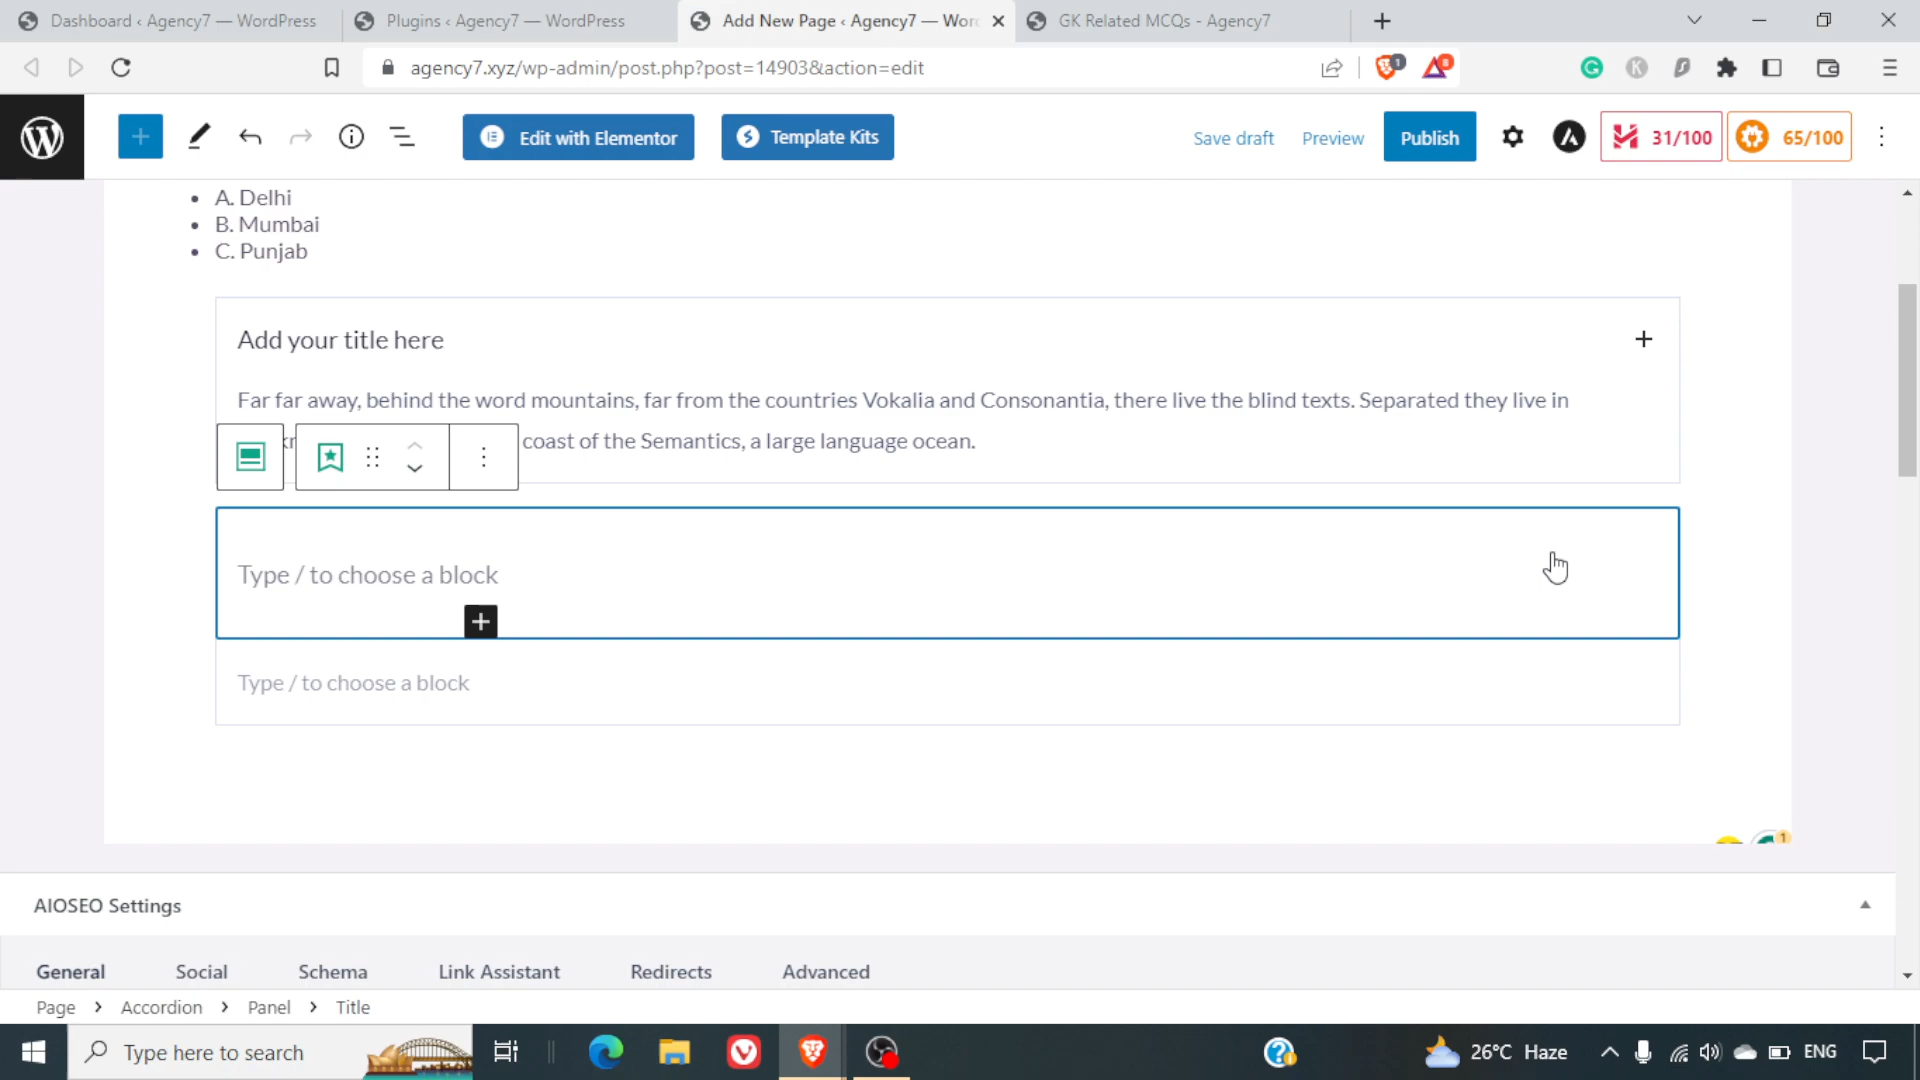 Dashboard ‹ Agency7 — WordPress
Plugins ‹ Agency7 — WordPress
Add New Page ‹ Agency7 — Wor
GK Related MCQs - Agency7
agency7.xyz/wp-admin/post.php?post=14903&action=edit
1
8
Edit with Elementor
Template Kits
Save draft
Preview
Publish
31/100
65/100
A. Delhi
B. Mumbai
C. Punjab
Add your title here
Far far away, behind the word mountains, far from the countries Vokalia and Consonantia, there live the blind texts. Separated they live in
coast of the Semantics, a large language ocean.
Type / to choose a block
Type / to choose a block
1
AIOSEO Settings
General
Social
Schema
Link Assistant
Redirects
Advanced
Page › Accordion › Panel › Title
Type here to search
26°C Haze
ENG